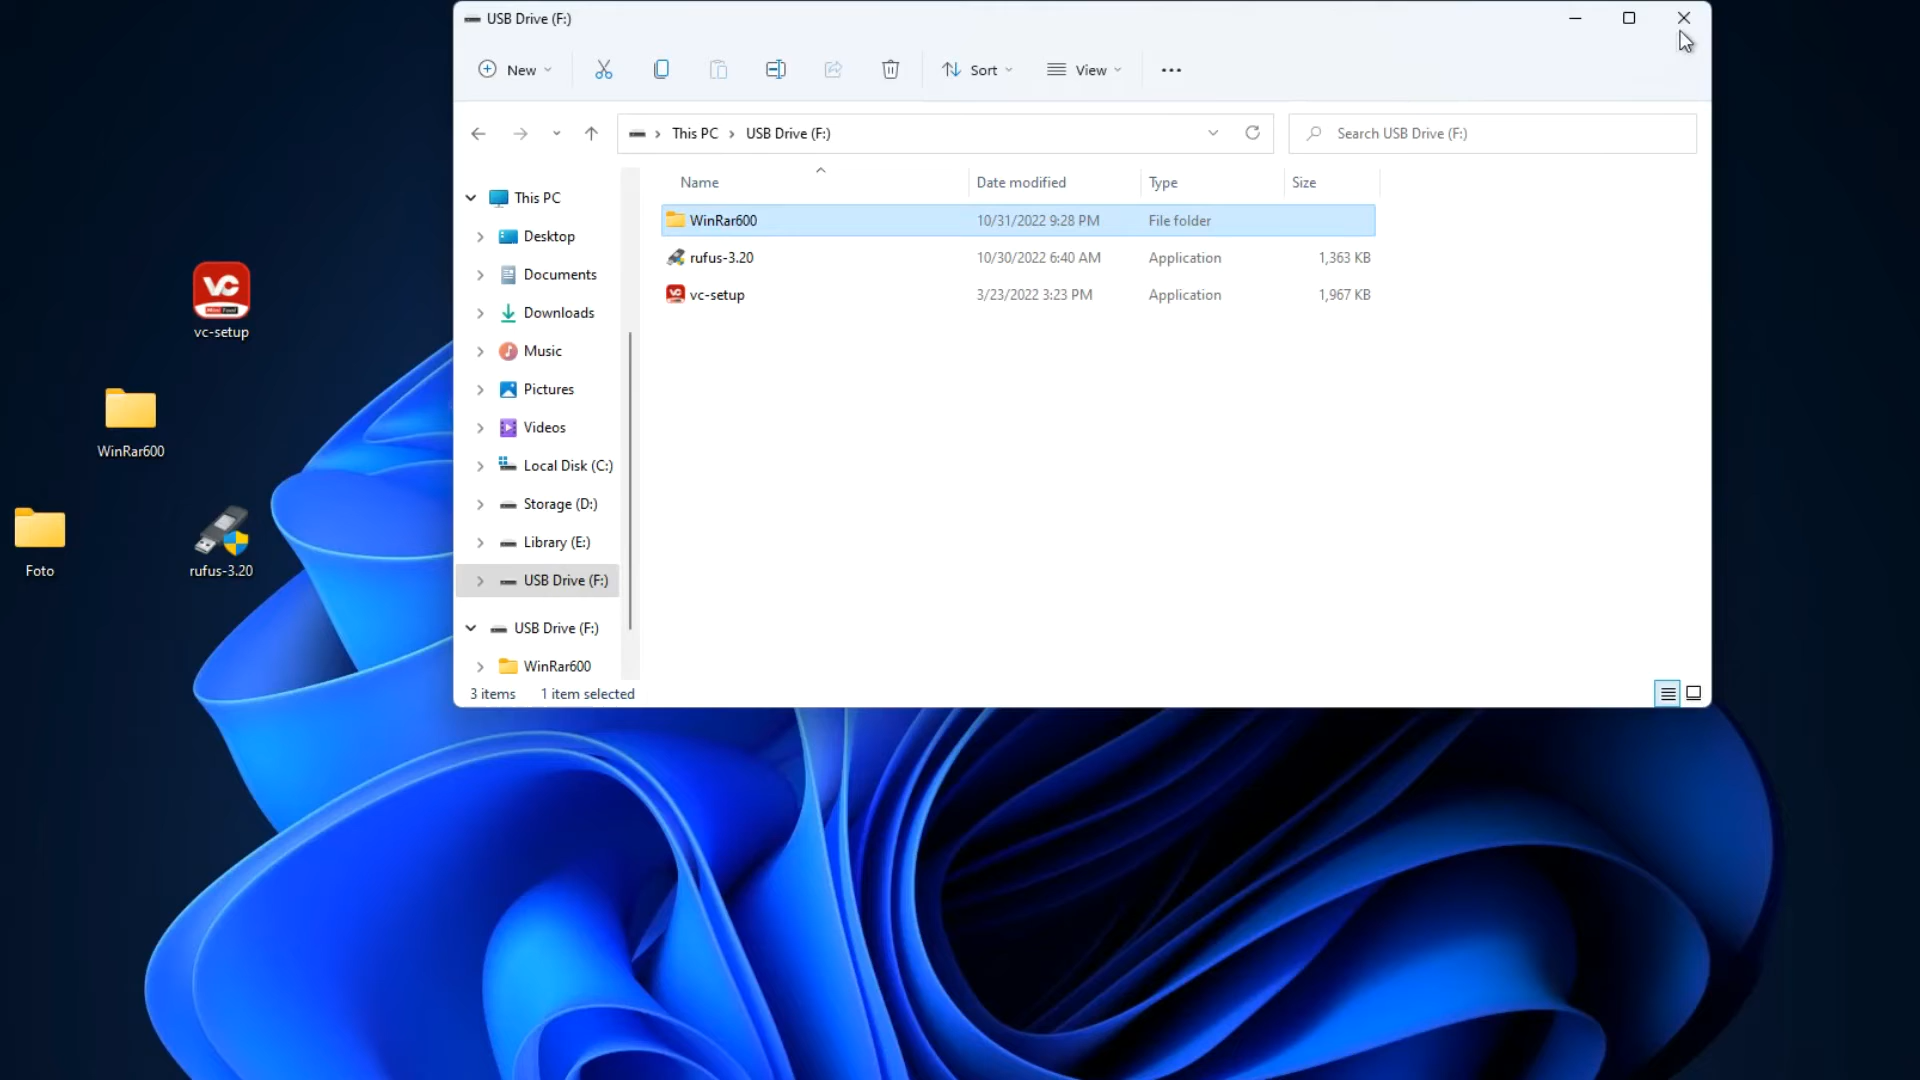 USB Drive (F:)
New
Sort
View
This PC > USB Drive (F:)
Search USB Drive (F:)
Name Date modified Type Size
WinRar600 10/31/2022 9:28 PM File folder
rufus-3.20 10/30/2022 6:40 AM Application 1,363 KB
vc-setup 3/23/2022 3:23 PM Application 1,967 KB
This PC
Desktop
Documents
Downloads
Music
Pictures
Videos
Local Disk (C:)
Storage (D:)
Library (E:)
USB Drive (F:)
USB Drive (F:)
WinRar600
3 items 1 item selected
VC
vc-setup
WinRar600
Foto
rufus-3.20